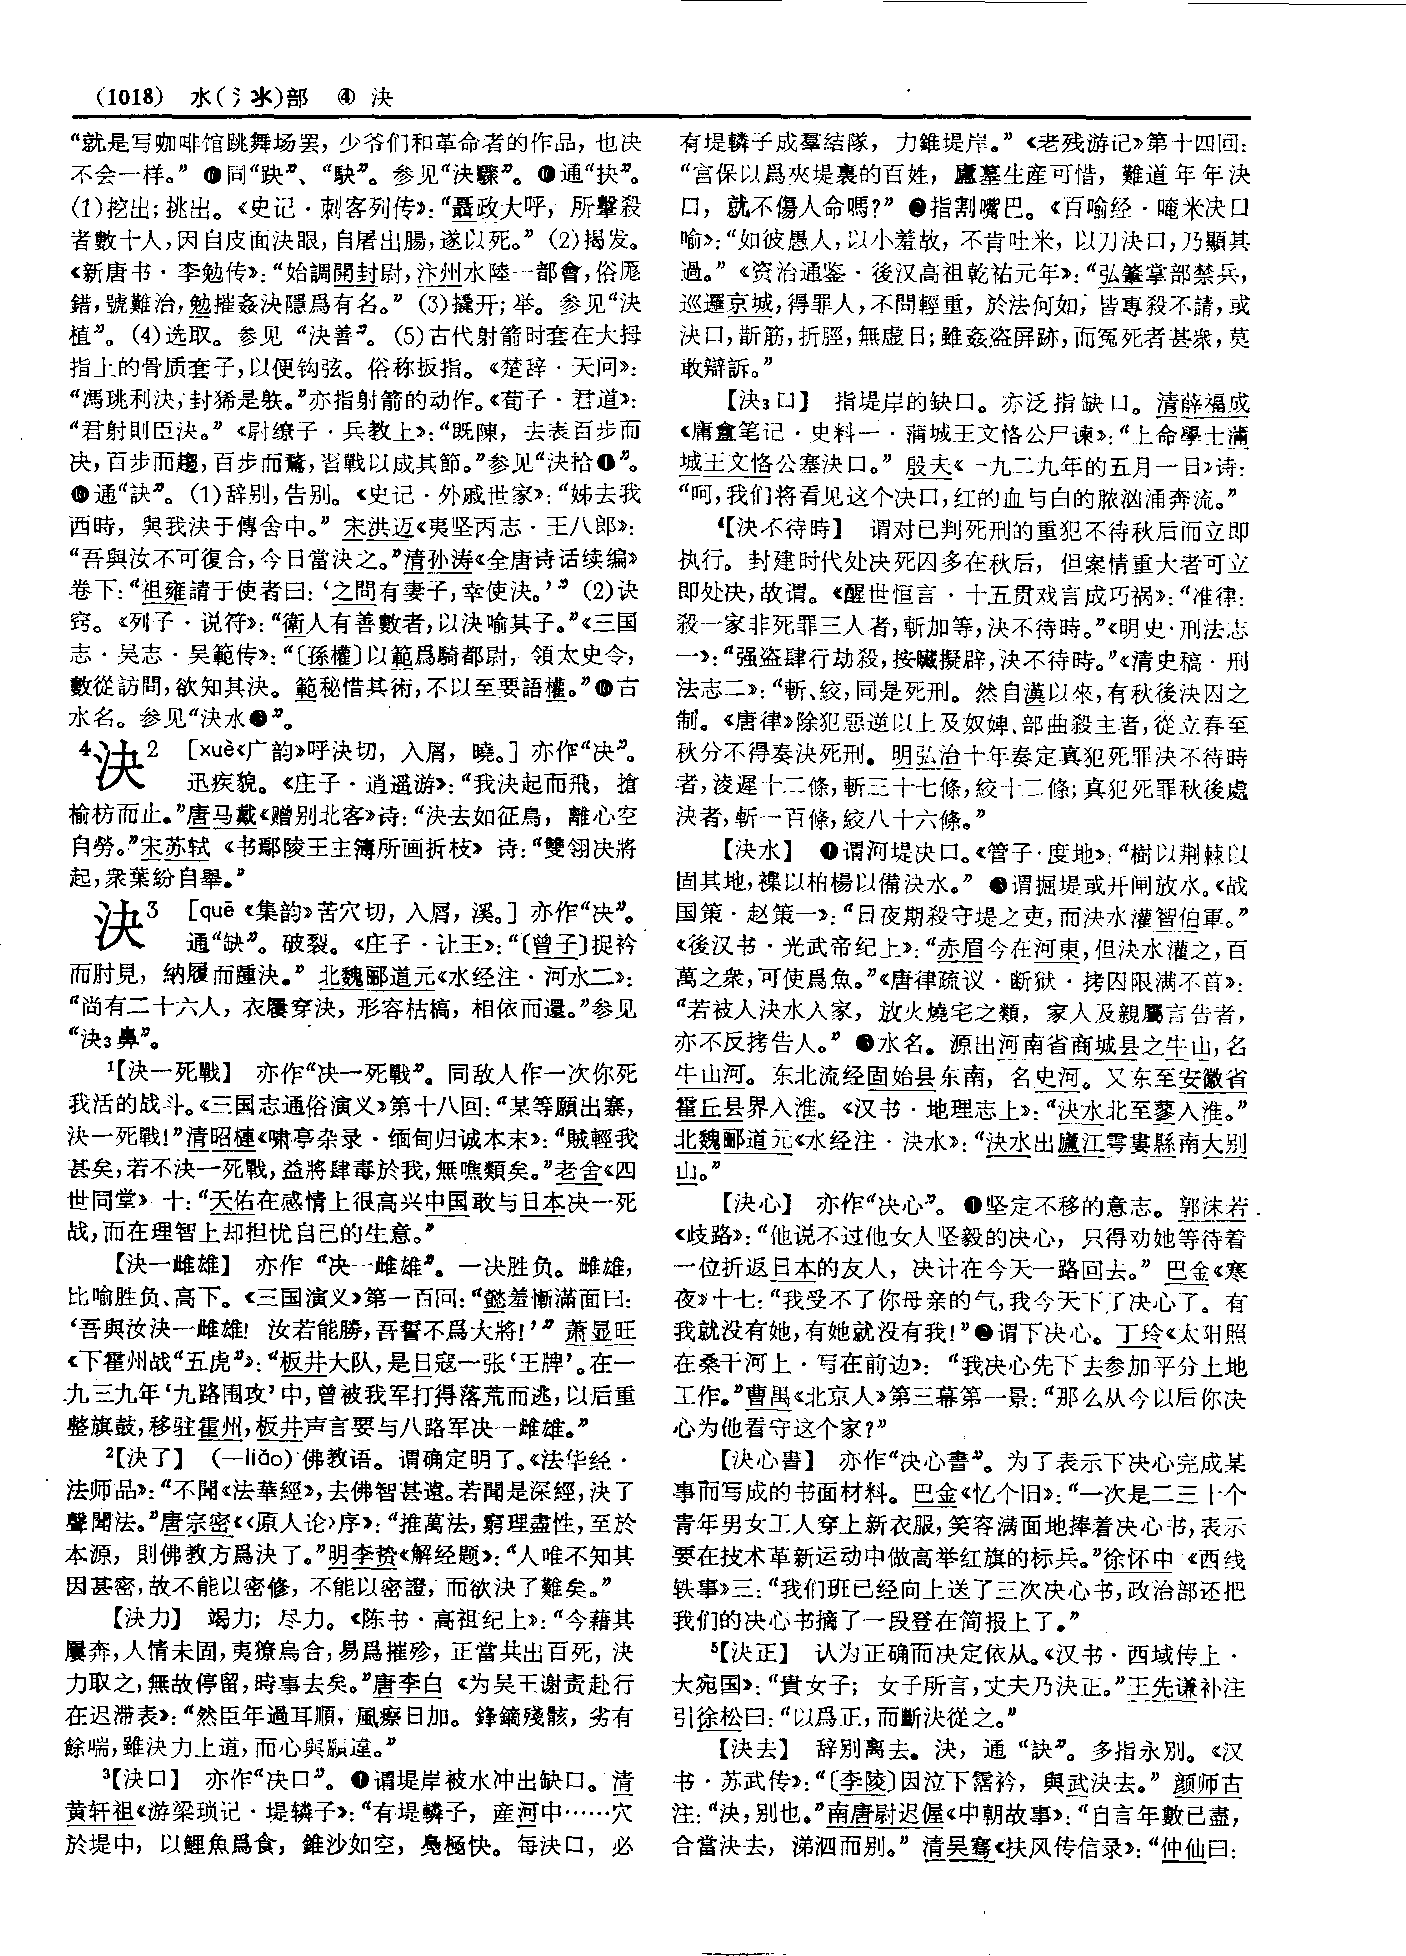 (1018) 水(氵氺)部 ④ 決
“就是写咖啡馆跳舞场罢，少爷们和革命者的作品，也决
不会一样。” ⓰同“趹”、“駃”。参见“決驟”。⓱通“抉”。
(1)挖出；挑出。《史记·刺客列传》：“聶政大呼，所擊殺
者數十人，因自皮面決眼，自屠出腸，遂以死。” (2)揭发。
《新唐书·李勉传》：“始調開封尉，汴州水陸一都會，俗厖
錯，號難治，勉摧姦決隱爲有名。” (3)撬开；举。参见“決
植”。(4)选取。参见 “決善”。(5)古代射箭时套在大拇
指上的骨质套子，以便钩弦。俗称扳指。《楚辞·天问》：
“馮珧利決，封豨是䠶。”亦指射箭的动作。《荀子·君道》：
“君射則臣決。” 《尉缭子·兵教上》：“既陳，去表百步而
决，百步而趨，百步而鶩，習戰以成其節。”参见“決拾❶”。
⓲通“訣”。(1)辞别，告别。《史记·外戚世家》：“姊去我
西時，與我決于傳舍中。” 宋洪迈《夷坚丙志·王八郎》：
“吾與汝不可復合，今日當決之。”清孙涛《全唐诗话续编》
卷下：“祖雍請于使者曰：‘之問有妻子，幸使決。’” (2)诀
窍。《列子·说符》：“衛人有善數者，以決喻其子。”《三国
志·吴志·吴範传》：“〔孫權〕以範爲騎都尉，領太史令，
數從訪問，欲知其決。範秘惜其術，不以至要語權。”⓳古
水名。参见“決水❸”。
4決2 ［xuè《广韵》呼決切，入屑，曉。］亦作“决”。
迅疾貌。《庄子·逍遥游》：“我決起而飛，搶
榆枋而止。”唐马戴《赠别北客》诗：“决去如征鳥，離心空
自勞。”宋苏轼 《书鄢陵王主簿所画折枝》 诗：“雙翎决將
起，衆葉紛自舉。”
決3 ［quē《集韵》苦穴切，入屑，溪。］亦作“决”。
通“缺”。破裂。《庄子·让王》：“〔曾子〕捉衿
而肘見，納履而踵決。” 北魏郦道元《水经注·河水二》：
“尚有二十六人，衣屨穿決，形容枯槁，相依而還。”参见
“決3鼻”。
1【決一死戰】 亦作“决一死戰”。同敌人作一次你死
我活的战斗。《三国志通俗演义》第十八回：“某等願出寨，
決一死戰！”清昭槤《啸亭杂录·缅甸归诚本末》：“賊輕我
甚矣，若不決一死戰，益將肆毒於我，無噍類矣。”老舍《四
世同堂》十：“天佑在感情上很高兴中国敢与日本决一死
战，而在理智上却担忧自己的生意。”
【決一雌雄】 亦作 “决一雌雄”。一决胜负。雌雄，
比喻胜负、高下。《三国演义》第一百回：“懿羞慚滿面曰：
‘吾與汝決一雌雄！汝若能勝，吾誓不爲大將！’” 萧显旺
《下霍州战“五虎”》：“板井大队，是日寇一张‘王牌’。在一
九三九年‘九路围攻’中，曾被我军打得落荒而逃，以后重
整旗鼓，移驻霍州，板井声言要与八路军决一雌雄。”
2【決了】 (—liǎo) 佛教语。谓确定明了。《法华经·
法师品》：“不聞《法華經》，去佛智甚遠。若聞是深經，決了
聲聞法。”唐宗密《〈原人论〉序》：“推萬法，窮理盡性，至於
本源，則佛教方爲決了。”明李贽《解经题》：“人唯不知其
因甚密，故不能以密修，不能以密證，而欲決了難矣。”
【決力】 竭力；尽力。《陈书·高祖纪上》：“今藉其
屢奔，人情未固，夷獠烏合，易爲摧殄，正當共出百死，決
力取之，無故停留，時事去矣。”唐李白 《为吴王谢责赴行
在迟滞表》：“然臣年過耳順，風瘵日加。鋒鏑殘骸，劣有
餘喘，雖決力上道，而心與願違。”
3【決口】 亦作“决口”。❶谓堤岸被水冲出缺口。清
黄轩祖《游梁琐记·堤辚子》：“有堤轔子，産河中……穴
於堤中，以鯉魚爲食，錐沙如空，鳧極快。每決口，必
有堤轔子成羣结隊，力錐堤岸。”《老残游记》第十四回：
“宫保以爲夾堤裏的百姓，廬墓生産可惜，難道年年決
口，就不傷人命嗎？” ❷指割嘴巴。《百喻经·唵米决口
喻》：“如彼愚人，以小羞故，不肯吐米，以刀決口，乃顯其
過。”《资治通鉴·後汉高祖乾祐元年》：“弘肇掌部禁兵，
巡邏京城，得罪人，不問輕重，於法何如，皆專殺不請，或
決口，斮筋，折脛，無虚日；雖姦盗屏跡，而冤死者甚衆，莫
敢辯訴。”
【決3口】 指堤岸的缺口。亦泛指缺口。清薛福成
《庸盦笔记·史料一·蒲城王文恪公尸谏》：“上命學士蒲
城王文恪公塞決口。” 殷夫《一九二九年的五月一日》诗：
“呵，我们将看见这个决口，红的血与白的脓汹涌奔流。”
4【決不待時】 谓对已判死刑的重犯不待秋后而立即
执行。封建时代处决死囚多在秋后，但案情重大者可立
即处决，故谓。《醒世恒言·十五贯戏言成巧祸》：“准律：
殺一家非死罪三人者，斬加等，決不待時。”《明史·刑法志
一》：“强盗肆行劫殺，按贓擬辟，決不待時。”《清史稿·刑
法志二》：“斬、絞，同是死刑。然自漢以來，有秋後決囚之
制。《唐律》除犯惡逆以上及奴婢、部曲殺主者，從立春至
秋分不得奏決死刑。明弘治十年奏定真犯死罪決不待時
者，淩遲十二條，斬三十七條，絞十二條；真犯死罪秋後處
決者，斬一百條，絞八十六條。”
【決水】 ❶谓河堤决口。《管子·度地》：“樹以荆棘以
固其地，襍以柏楊以備決水。” ❷谓掘堤或开闸放水。《战
国策·赵策一》：“日夜期殺守堤之吏，而決水灌智伯軍。”
《後汉书·光武帝纪上》：“赤眉今在河東，但決水灌之，百
萬之衆，可使爲魚。”《唐律疏议·断狱·拷囚限满不首》：
“若被人決水入家，放火燒宅之類，家人及親屬言告者，
亦不反拷告人。” ❸水名。源出河南省商城县之牛山，名
牛山河。东北流经固始县东南，名史河。又东至安徽省
霍丘县界入淮。《汉书·地理志上》：“決水北至蓼入淮。”
北魏郦道元《水经注·決水》：“決水出廬江雩婁縣南大别
山。”
【決心】 亦作“决心”。❶坚定不移的意志。郭沫若
《歧路》：“他说不过他女人坚毅的决心，只得劝她等待着
一位折返日本的友人，决计在今天一路回去。” 巴金《寒
夜》十七：“我受不了你母亲的气，我今天下了决心了。有
我就没有她，有她就没有我！”❷谓下决心。丁玲《太阳照
在桑干河上·写在前边》：“我决心先下去参加平分土地
工作。”曹禺《北京人》第三幕第一景：“那么从今以后你决
心为他看守这个家？”
【決心書】 亦作“决心書”。为了表示下决心完成某
事而写成的书面材料。巴金《忆个旧》：“一次是二三十个
青年男女工人穿上新衣服，笑容满面地捧着决心书，表示
要在技术革新运动中做高举红旗的标兵。”徐怀中《西线
轶事》三：“我们班已经向上送了三次决心书，政治部还把
我们的决心书摘了一段登在简报上了。”
5【決正】 认为正确而决定依从。《汉书·西域传上·
大宛国》：“貴女子；女子所言，丈夫乃決正。”王先谦补注
引徐松曰：“以爲正，而斷決從之。”
【決去】 辞别离去。決，通“訣”。多指永别。《汉
书·苏武传》：“〔李陵〕因泣下霑衿，與武決去。” 颜师古
注：“決，别也。”南唐尉迟偓《中朝故事》：“自言年數已盡，
合當決去，涕泗而别。” 清吴骞《扶风传信录》：“仲仙曰：